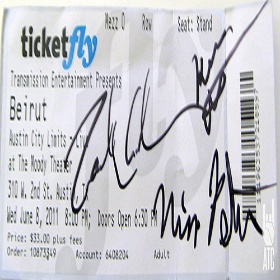 Mezz O Row Seat: Stand
ticketfly
Transmission Entertainment Presents
Beirut
Austin City Limits - Live
at The Moody Theater
310 W. 2nd St. Austin
Wed June 8, 2011 8:00 PM; Doors Open 6:30
Price: $33.00 plus fees
Order: 10673349 Account: 6408204 Adult